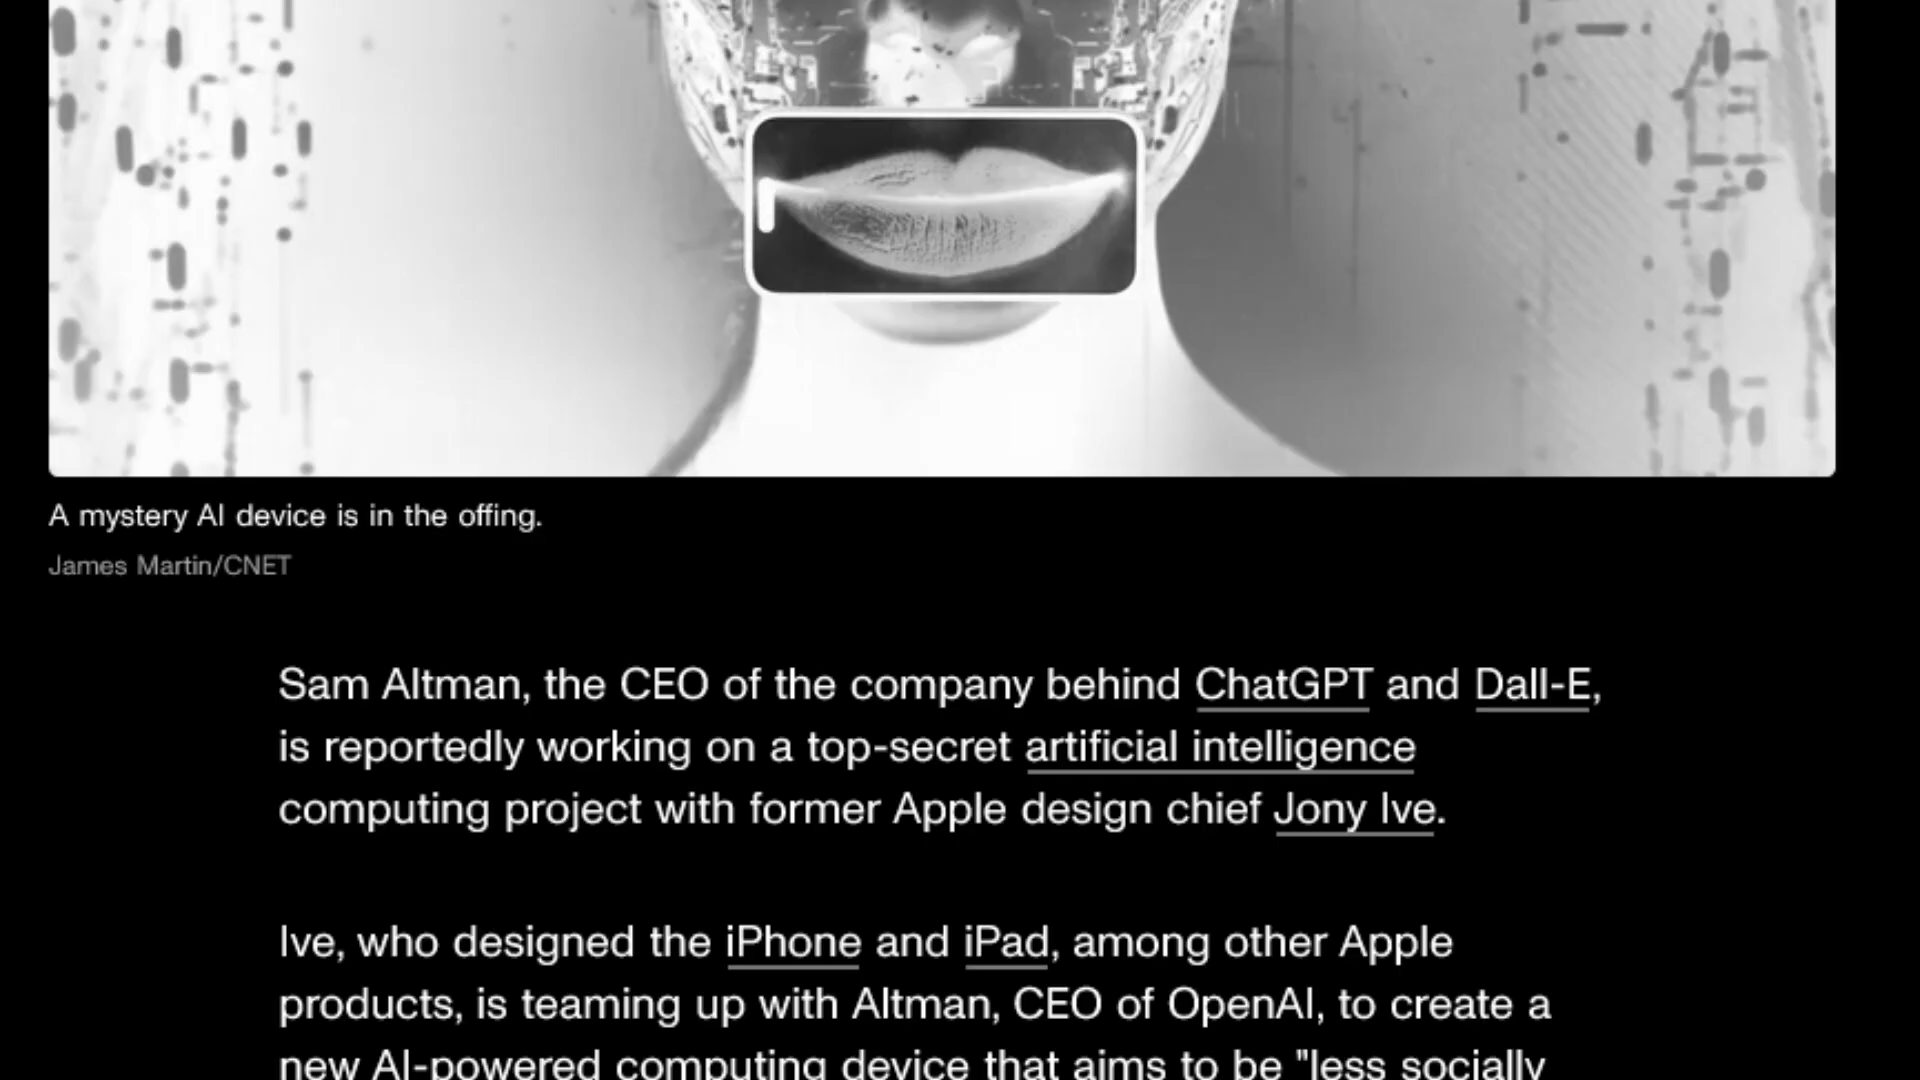 A mystery AI device is in the offing.
James Martin/CNET
Sam Altman, the CEO of the company behind ChatGPT and Dall-E,
is reportedly working on a top-secret artificial intelligence
computing project with former Apple design chief Jony Ive.
Ive, who designed the iPhone and iPad, among other Apple
products, is teaming up with Altman, CEO of OpenAI, to create a
new AI-powered computing device that aims to be "less socially